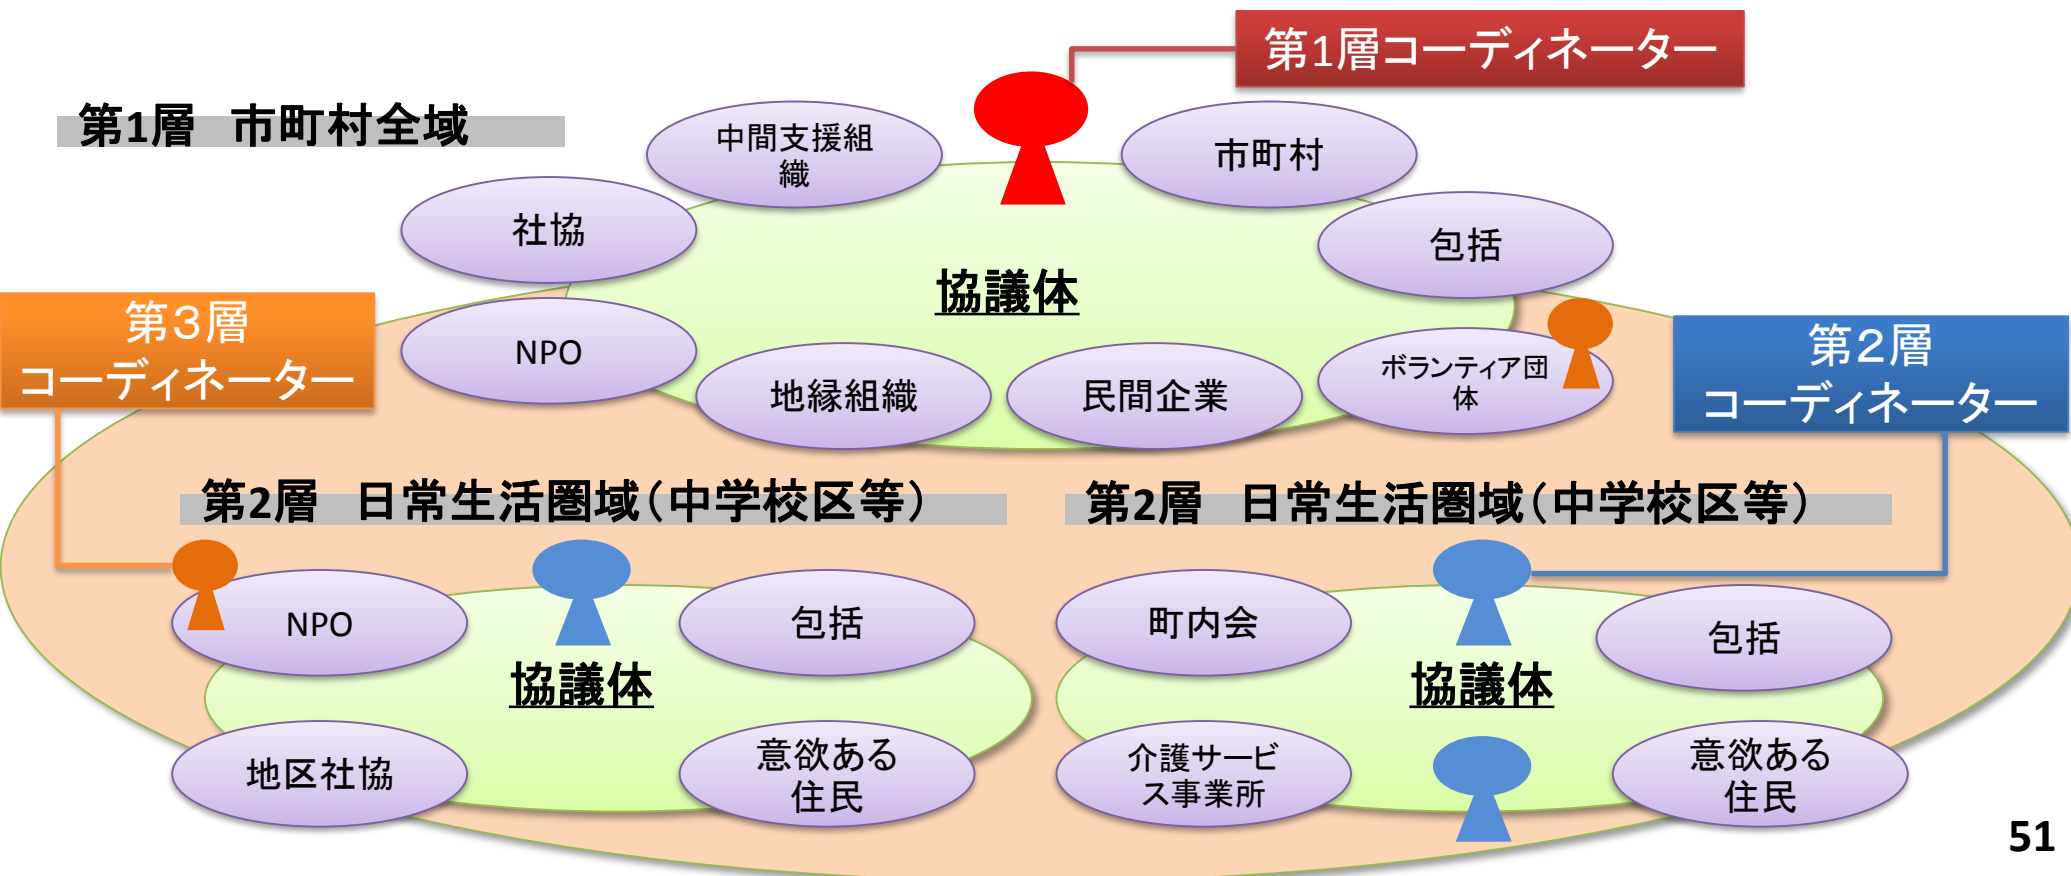 第1層コーディネーター
第1層　市町村全域
中間支援組
織
市町村
社協
包括
協議体
第３層
コーディネーター
NPO
地縁組織
民間企業
ボランティア団
体
第２層
コーディネーター
第2層　日常生活圏域（中学校区等）
第2層　日常生活圏域（中学校区等）
NPO
包括
協議体
地区社協
意欲ある
住民
町内会
包括
協議体
介護サービ
ス事業所
意欲ある
住民
51